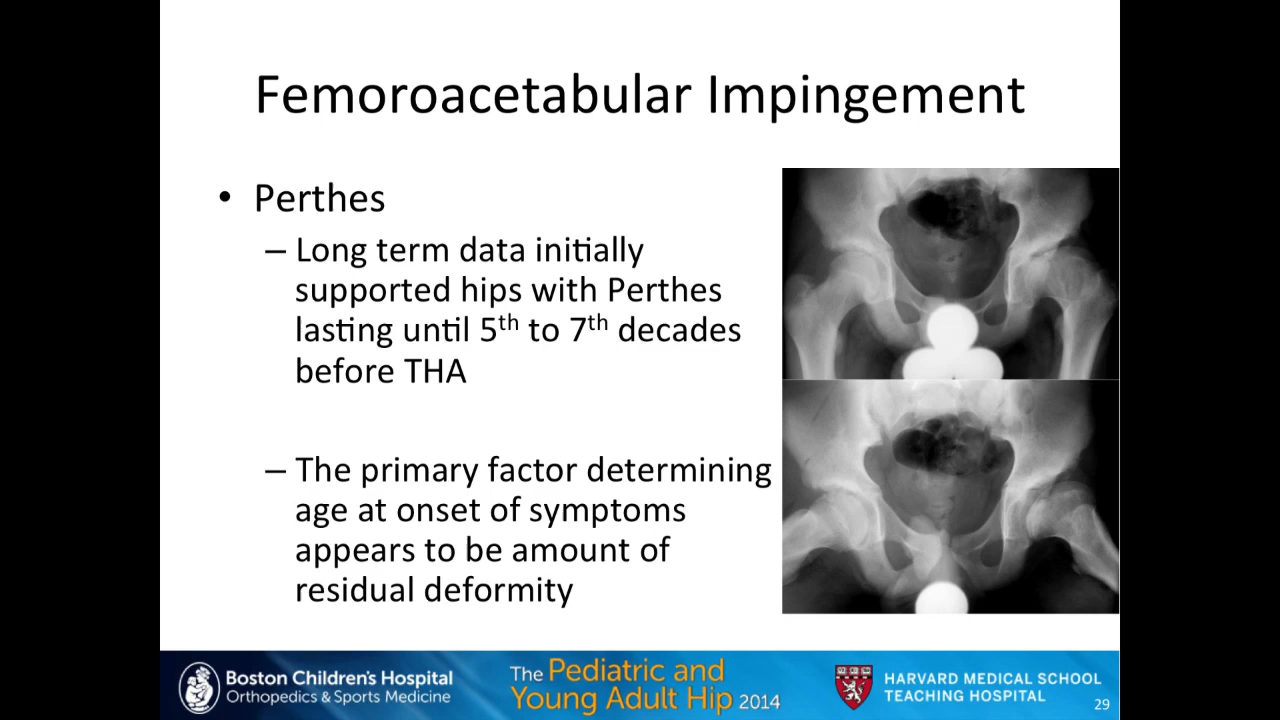 Femoroacetabular Impingement
• Perthes
– Long term data initially
supported hips with Perthes
lasting until 5th to 7th decades
before THA
– The primary factor determining
age at onset of symptoms
appears to be amount of
residual deformity
Boston Children's Hospital
Orthopedics & Sports Medicine
The Pediatric and
Young Adult Hip 2014
HARVARD MEDICAL SCHOOL
TEACHING HOSPITAL
29